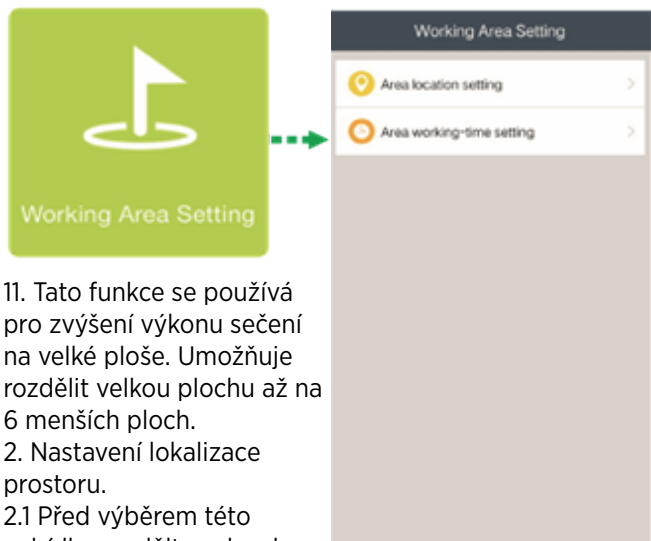 Working Area Setting
Working Area Setting
Area location setting
Area working-time setting
11. Tato funkce se používá
pro zvýšení výkonu sečení
na velké ploše. Umožňuje
rozdělit velkou plochu až na
6 menších ploch.
2. Nastavení lokalizace
prostoru.
2.1 Před výběrem této